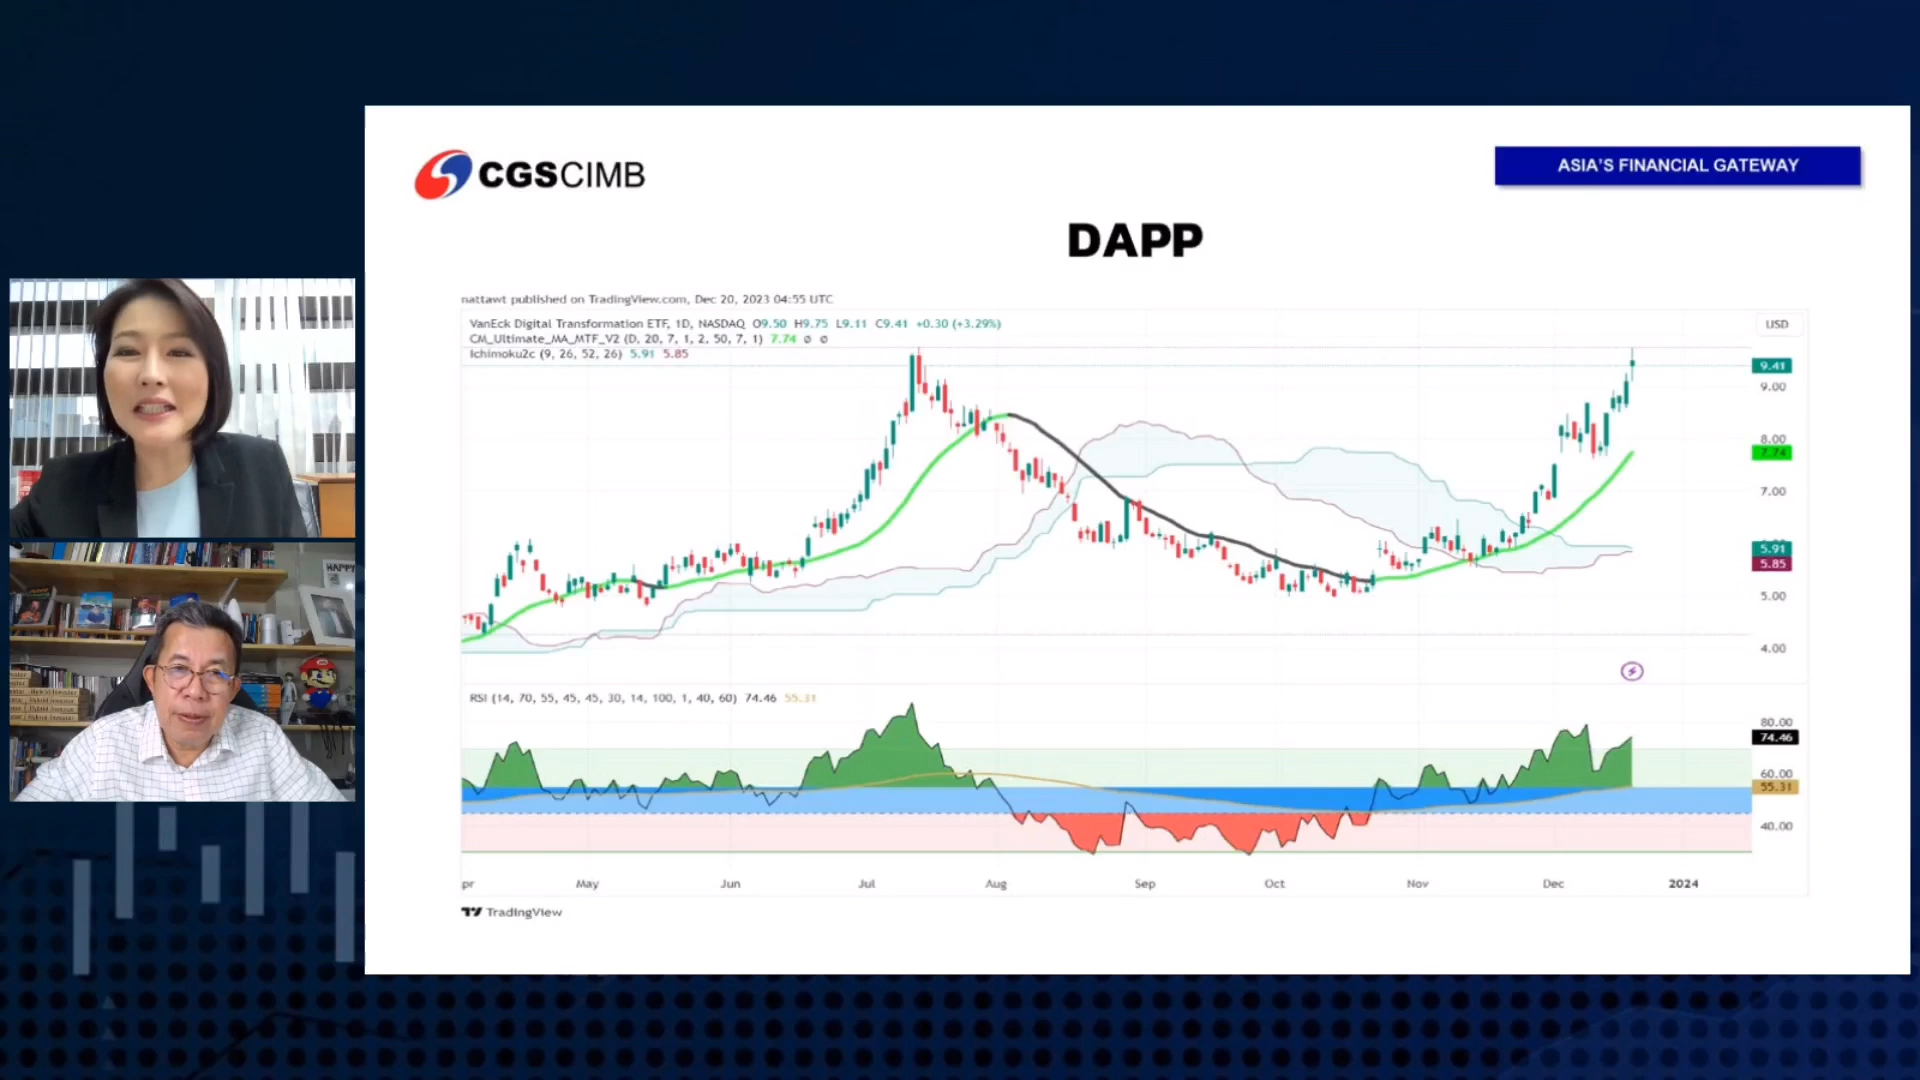 CGS CIMB
ASIA'S FINANCIAL GATEWAY
DAPP
nattawt published on TradingView.com, Dec 20, 2023 04:55 UTC
VanEck Digital Transformation ETF, 1D, NASDAQ O9.50 H9.75 L9.11 C9.41 +0.30 (+3.29%)
CM_Ultimate_MA_MTF_V2 (D, 20, 7, 1, 2, 50, 7, 1) 7.74 ∅ ∅
Ichimoku2c (9, 26, 52, 26) 5.91 5.85
USD
9.41
9.00
8.00
7.74
7.00
5.91
5.85
5.00
4.00
RSI (14, 70, 55, 45, 45, 30, 14, 100, 1, 40, 60) 74.46 55.31
80.00
74.46
60.00
55.31
40.00
pr May Jun Jul Aug Sep Oct Nov Dec 2024
TradingView
HAPPY